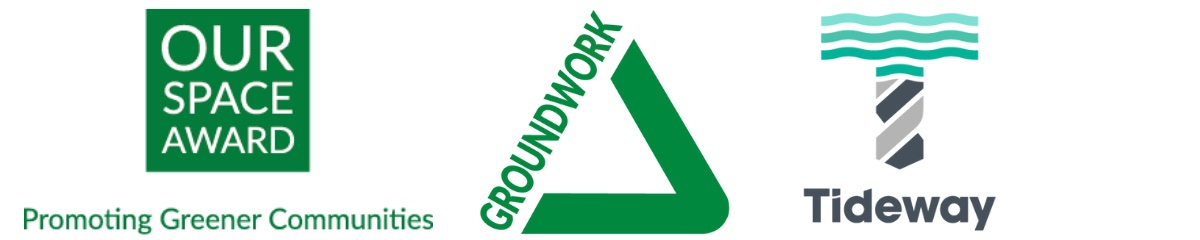 OUR
SPACE
AWARD
Promoting Greener Communities
GROUNDWORK
Tideway